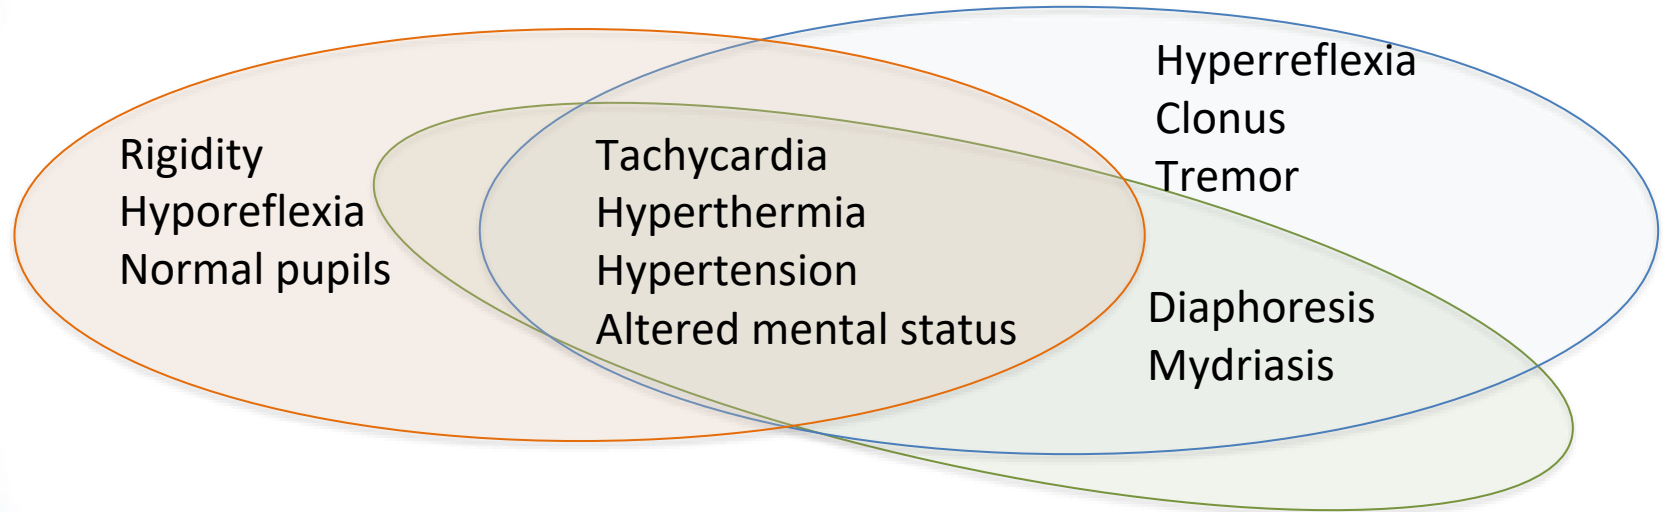 Rigidity
Hyporeflexia
Normal pupils
Tachycardia
Hyperthermia
Hypertension
Altered mental status
Hyperreflexia
Clonus
Tremor
Diaphoresis
Mydriasis